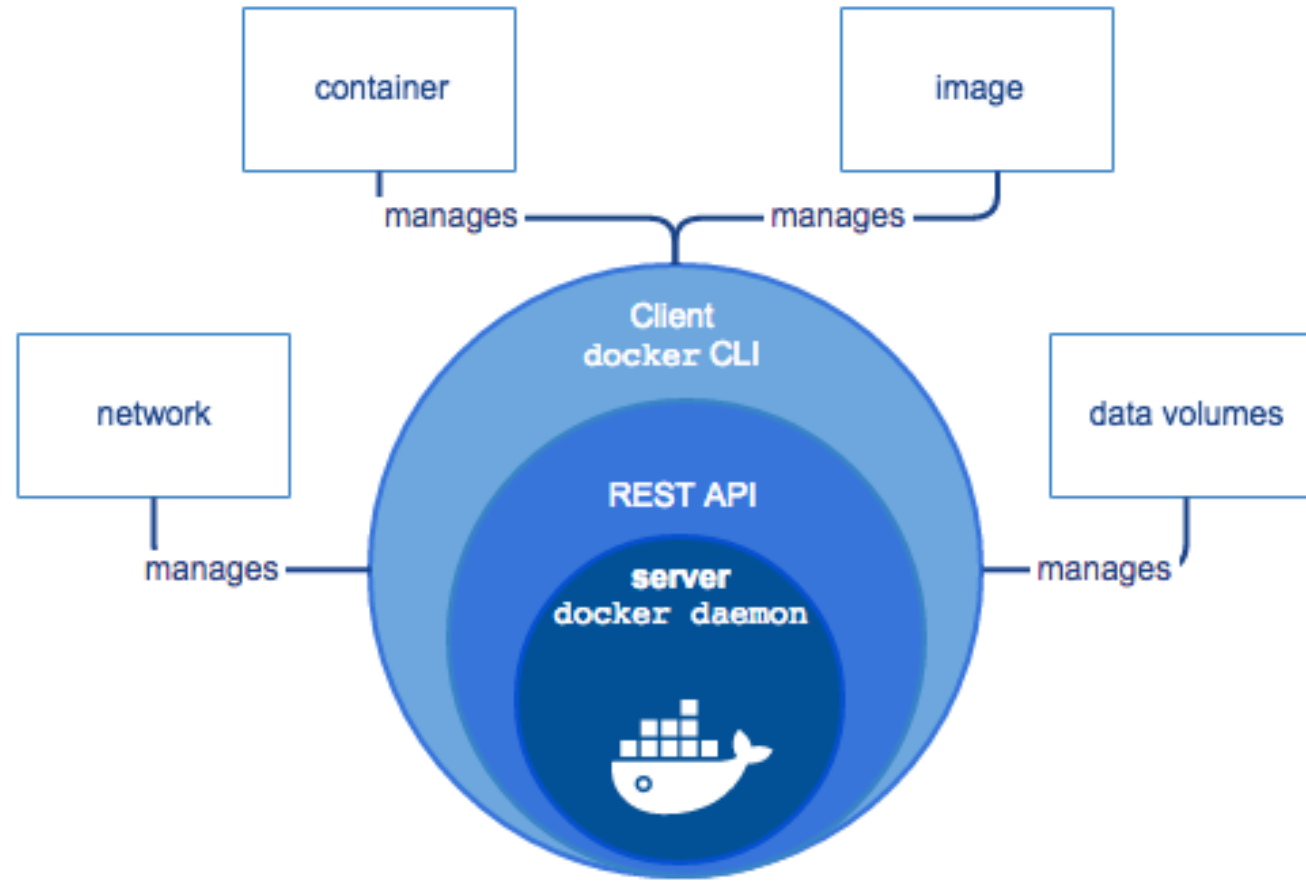 container
image
manages
manages
Client
docker CLI
network
data volumes
REST API
manages
manages
server
docker daemon